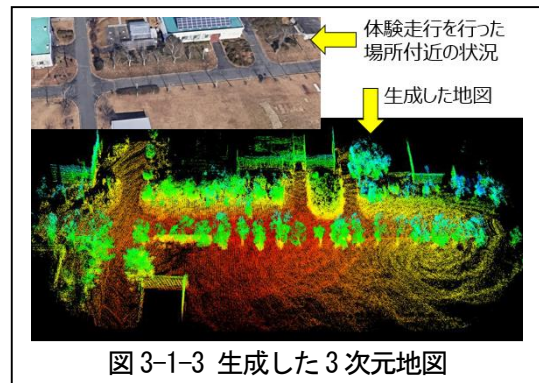 体験走行を行った
場所付近の状況
生成した地図
図 3-1-3 生成した 3 次元地図